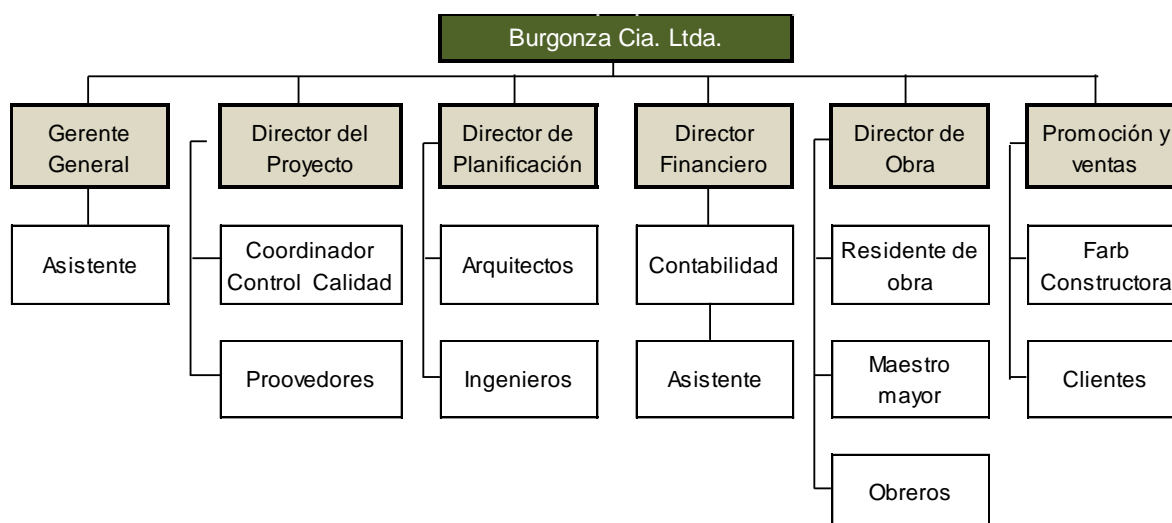 Burgonza Cia. Ltda.
Gerente
General
Director del
Proyecto
Director de
Planificación
Director
Financiero
Director de
Obra
Promoción y
ventas
Asistente
Coordinador
Control Calidad
Arquitectos
Contabilidad
Residente de
obra
Farb
Constructora
Proovedores
Ingenieros
Asistente
Maestro
mayor
Clientes
Obreros